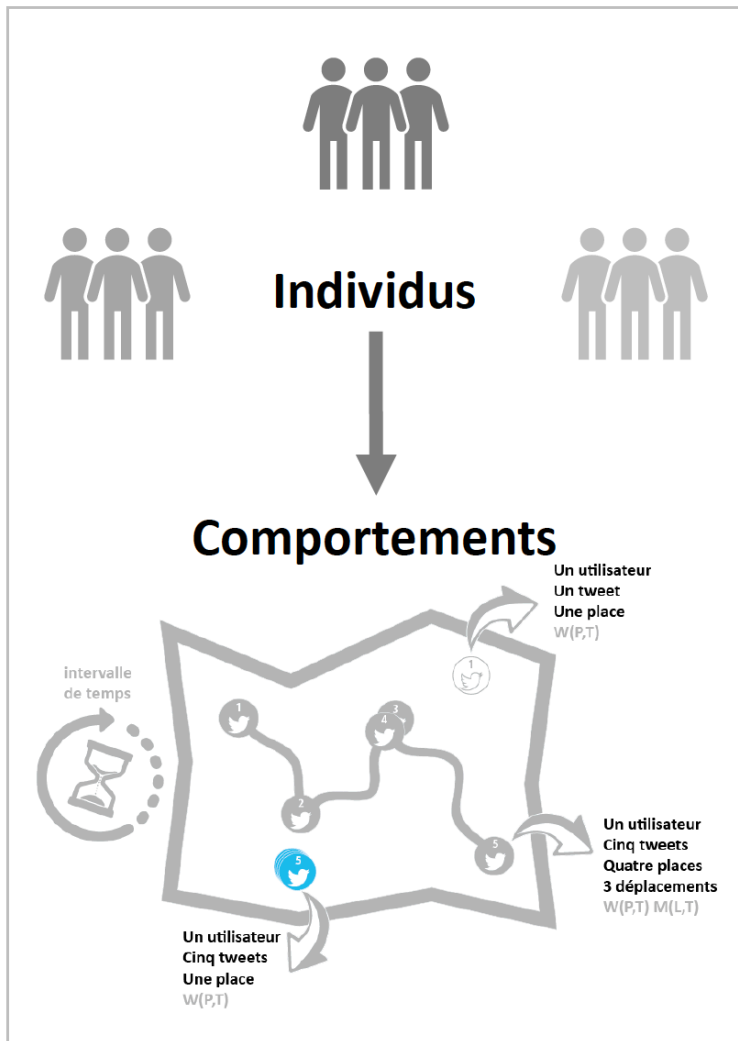 Individus
Comportements
Un utilisateur
Un tweet
Une place
W(P,T)
intervalle
de temps
1
1
3
4
2
5
5
Un utilisateur
Cinq tweets
Quatre places
3 déplacements
W(P,T) M(L,T)
Un utilisateur
Cinq tweets
Une place
W(P,T)